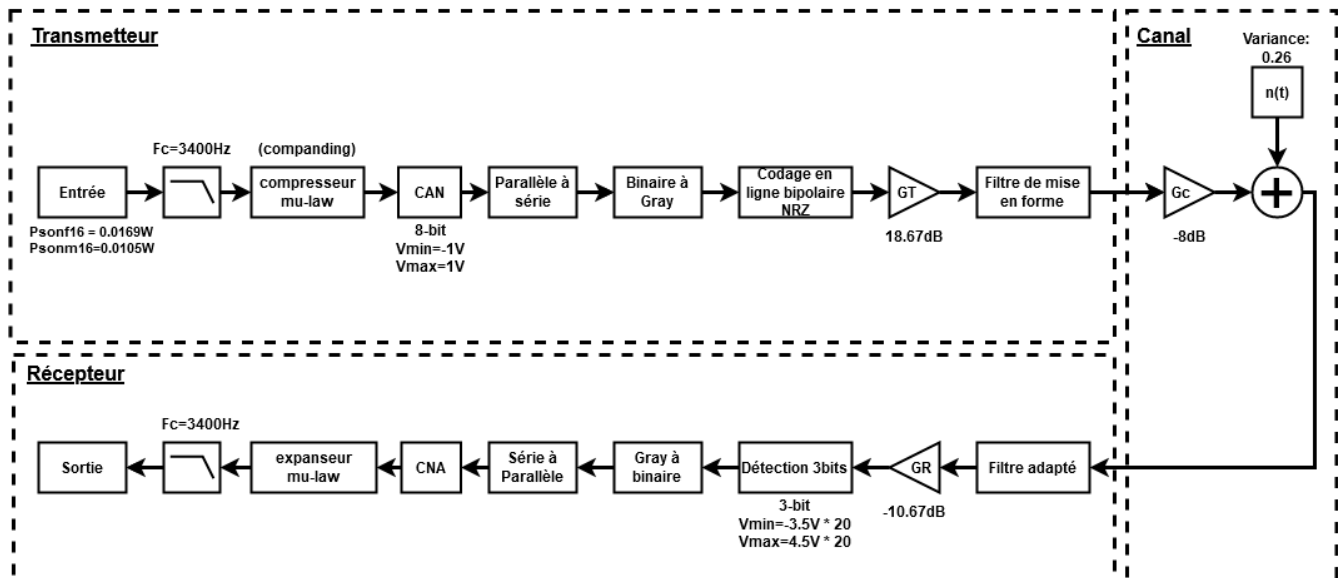 Transmetteur
Canal
Variance:
0.26
n(t)
Fc=3400Hz
(companding)
Entrée
compresseur
mu-law
CAN
Parallèle à
série
Binaire à
Gray
Codage en
ligne bipolaire
NRZ
GT
Filtre de mise
en forme
Gc
Psonf16 = 0.0169W
Psonm16=0.0105W
8-bit
Vmin=-1V
Vmax=1V
18.67dB
-8dB
Récepteur
Fc=3400Hz
Sortie
expanseur
mu-law
CNA
Série à
Parallèle
Gray à
binaire
Détection 3bits
GR
Filtre adapté
3-bit
Vmin=-3.5V * 20
Vmax=4.5V * 20
-10.67dB